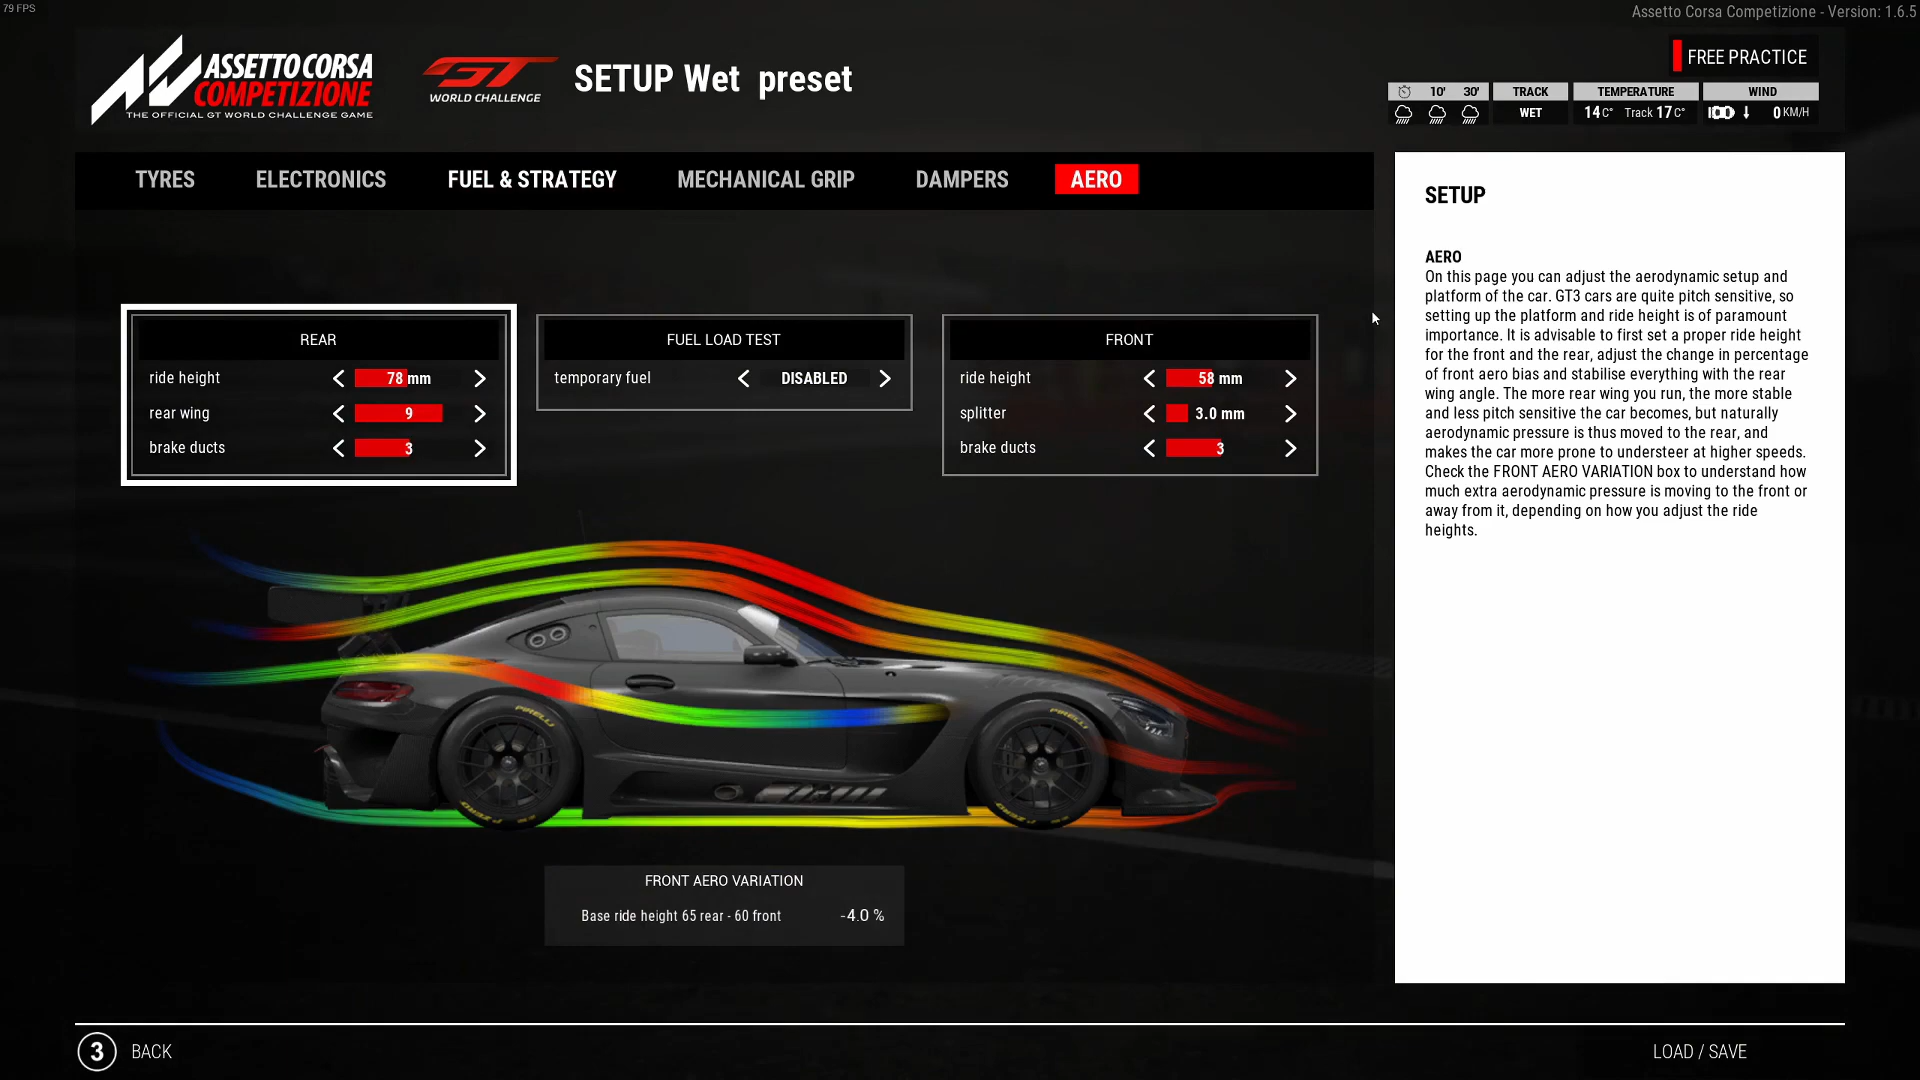 79 FPS
Assetto Corsa Competizione - Version: 1.6.5
ASSETTO CORSA
COMPETIZIONE
THE OFFICIAL GT WORLD CHALLENGE GAME
GT
WORLD CHALLENGE
SETUP Wet preset
FREE PRACTICE
10' 30' TRACK TEMPERATURE WIND
WET 14 C° Track 17 C° 0 KM/H
TYRES ELECTRONICS FUEL & STRATEGY MECHANICAL GRIP DAMPERS AERO
REAR
ride height 78 mm
rear wing 9
brake ducts 3
FUEL LOAD TEST
temporary fuel DISABLED
FRONT
ride height 58 mm
splitter 3.0 mm
brake ducts 3
PIRELLI
PIRELLI
P ZERO
P ZERO
FRONT AERO VARIATION
Base ride height 65 rear - 60 front -4.0 %
SETUP
AERO
On this page you can adjust the aerodynamic setup and
platform of the car. GT3 cars are quite pitch sensitive, so
setting up the platform and ride height is of paramount
importance. It is advisable to first set a proper ride height
for the front and the rear, adjust the change in percentage
of front aero bias and stabilise everything with the rear
wing angle. The more rear wing you run, the more stable
and less pitch sensitive the car becomes, but naturally
aerodynamic pressure is thus moved to the rear, and
makes the car more prone to understeer at higher speeds.
Check the FRONT AERO VARIATION box to understand how
much extra aerodynamic pressure is moving to the front or
away from it, depending on how you adjust the ride
heights.
3 BACK
LOAD / SAVE